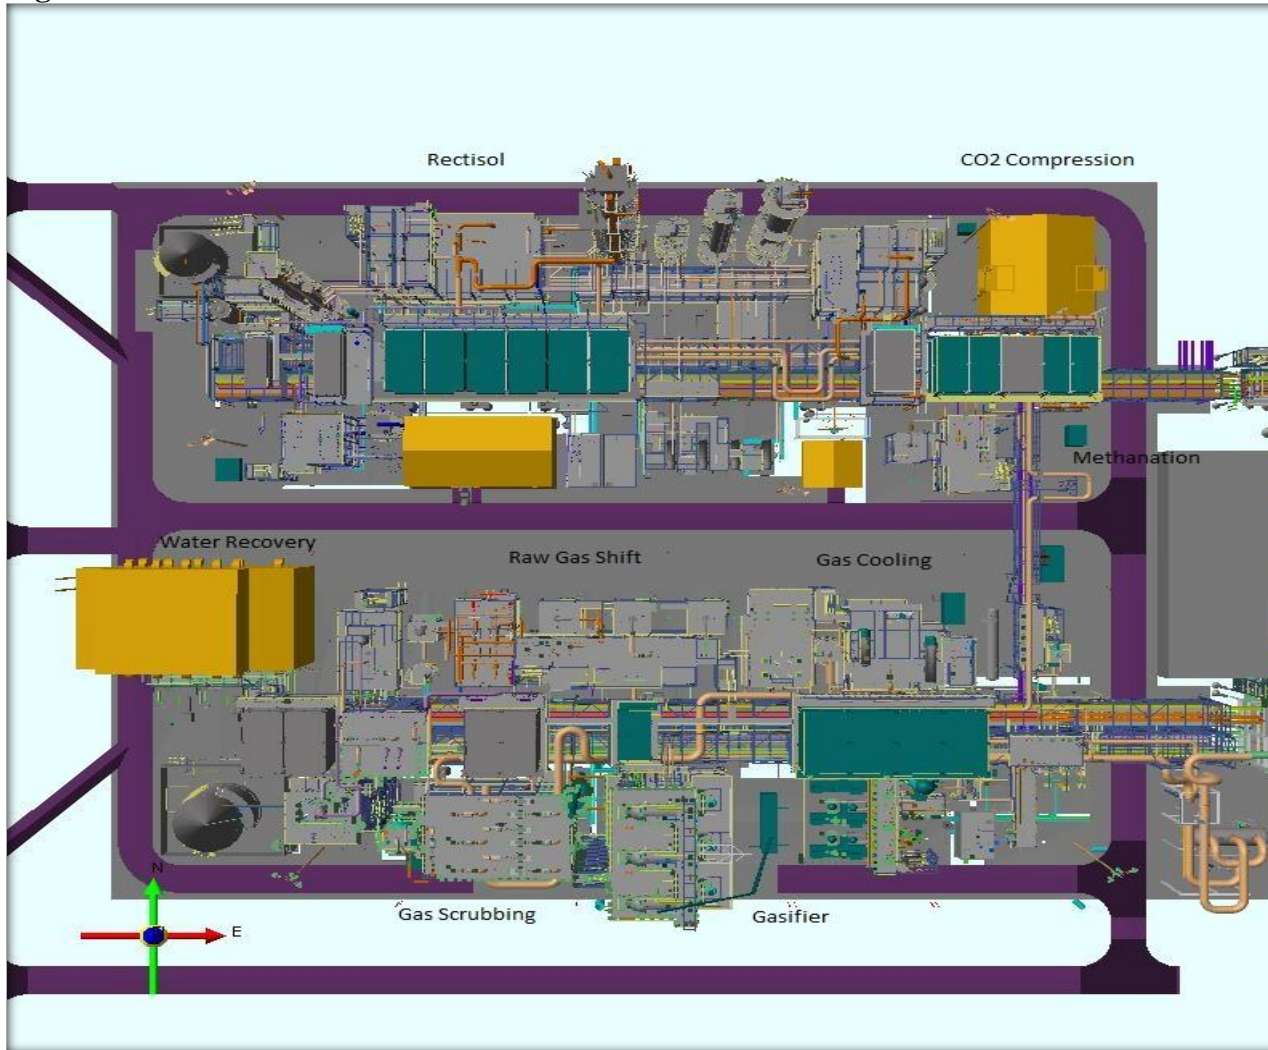 Rectisol
CO2 Compression
Methanation
Water Recovery
Raw Gas Shift
Gas Cooling
Gas Scrubbing
Gasifier
N
E